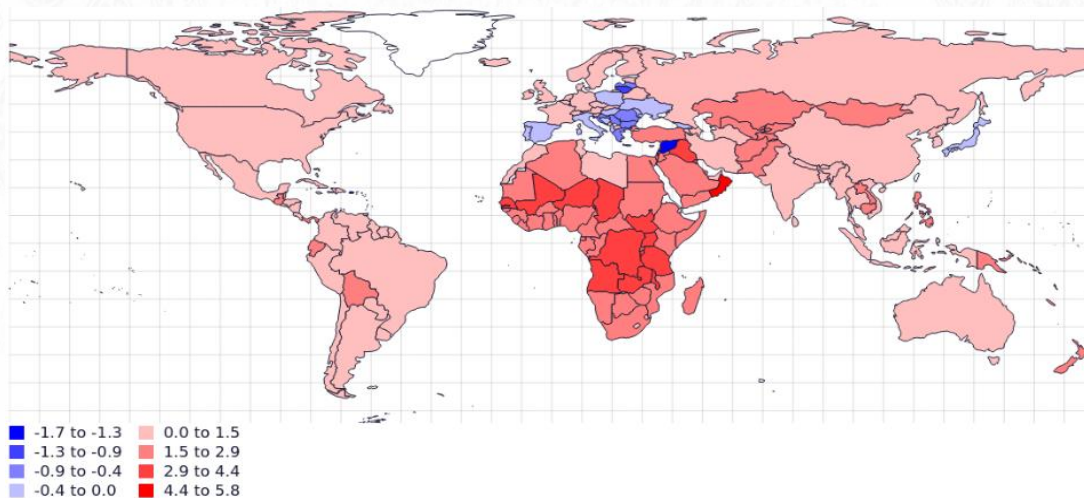 -1.7 to -1.3
-1.3 to -0.9
-0.9 to -0.4
-0.4 to 0.0
0.0 to 1.5
1.5 to 2.9
2.9 to 4.4
4.4 to 5.8